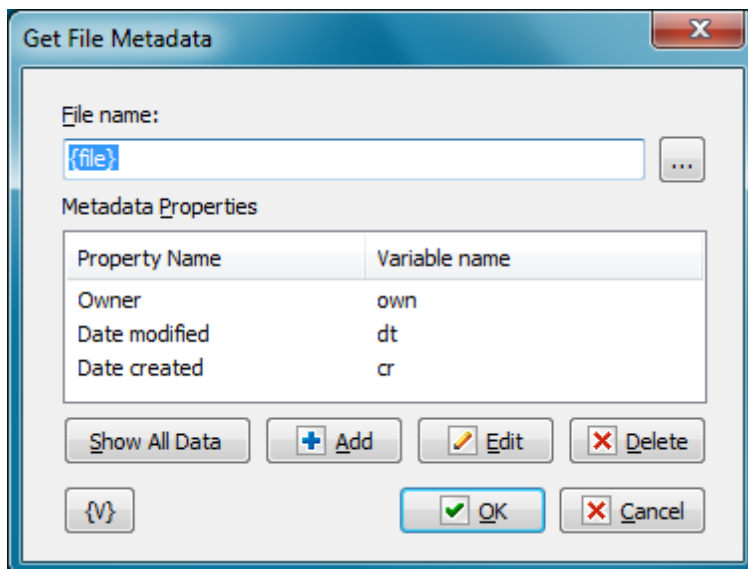 Get File Metadata
File name:
{file}
...
Metadata Properties
Property Name Variable name
Owner own
Date modified dt
Date created cr
Show All Data Add Edit Delete
{V} OK Cancel